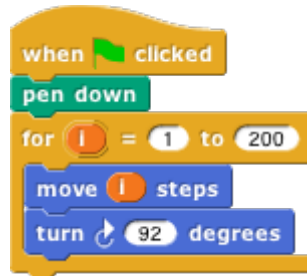 when clicked
pen down
for i = 1 to 200
move i steps
turn 92 degrees